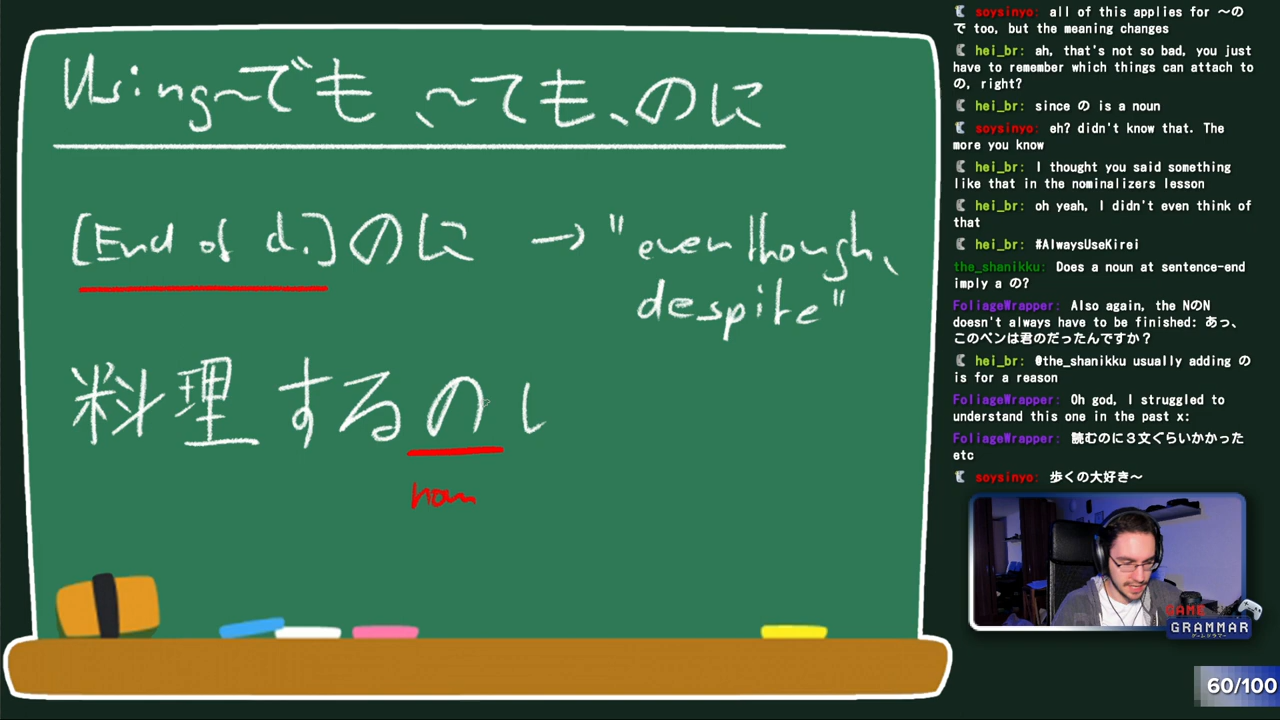 Using～でも、～ても、のに
[End of d.]のに → "even though,
despite"
料理するのし
noun
soysinyo: all of this applies for ～の
で too, but the meaning changes
hei_br: ah, that's not so bad, you just
have to remember which things can attach to
の, right?
hei_br: since の is a noun
soysinyo: eh? didn't know that. The
more you know
hei_br: I thought you said something
like that in the nominalizers lesson
hei_br: oh yeah, I didn't even think of
that
hei_br: #AlwaysUseKirei
the_shanikku: Does a noun at sentence-end
imply a の?
FoliageWrapper: Also again, the NのN
doesn't always have to be finished: あっ、
このペンは君のだったんですか？
hei_br: @the_shanikku usually adding の
is for a reason
FoliageWrapper: Oh god, I struggled to
understand this one in the past x:
FoliageWrapper: 読むのに３文ぐらいかかった
etc
soysinyo: 歩くの大好き～
GAME
GRAMMAR
ゲームグラマー
60/100